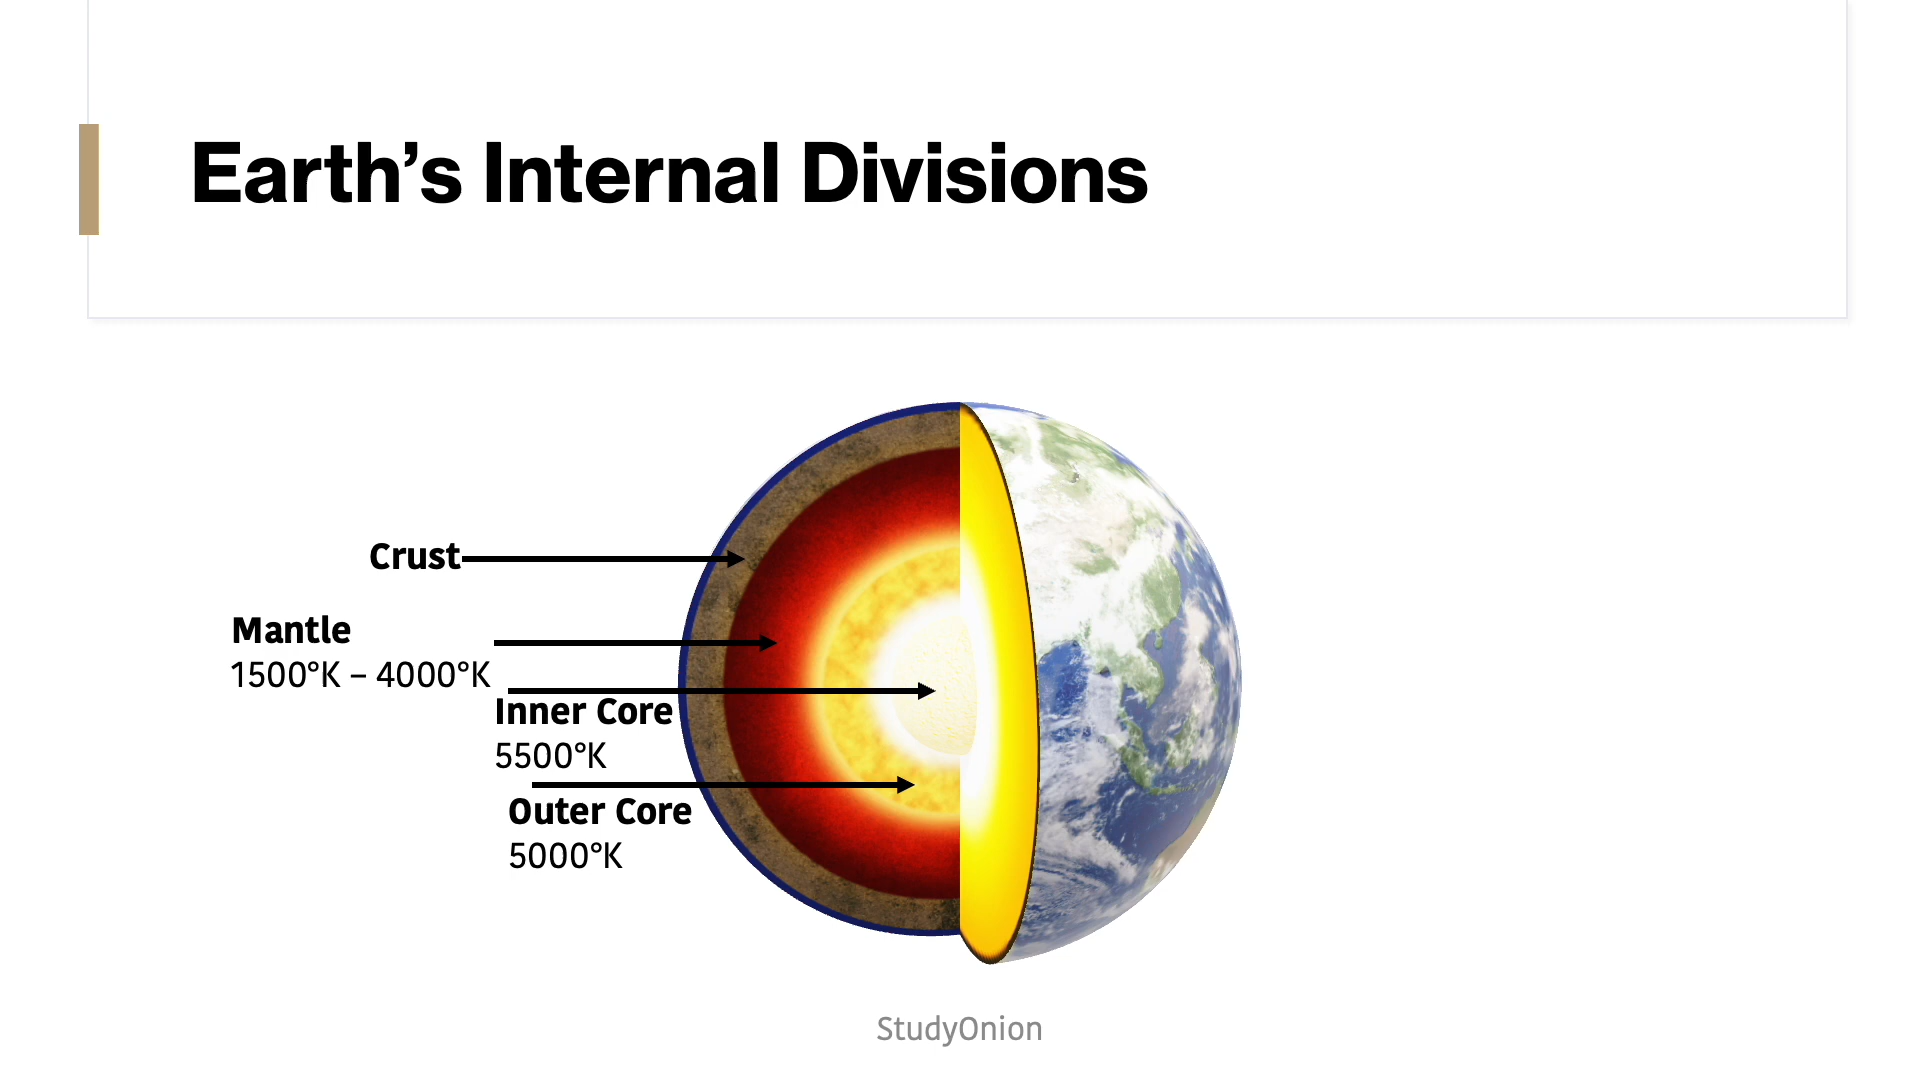 Earth’s Internal Divisions
Crust
Mantle
1500°K – 4000°K
Inner Core
5500°K
Outer Core
5000°K
StudyOnion